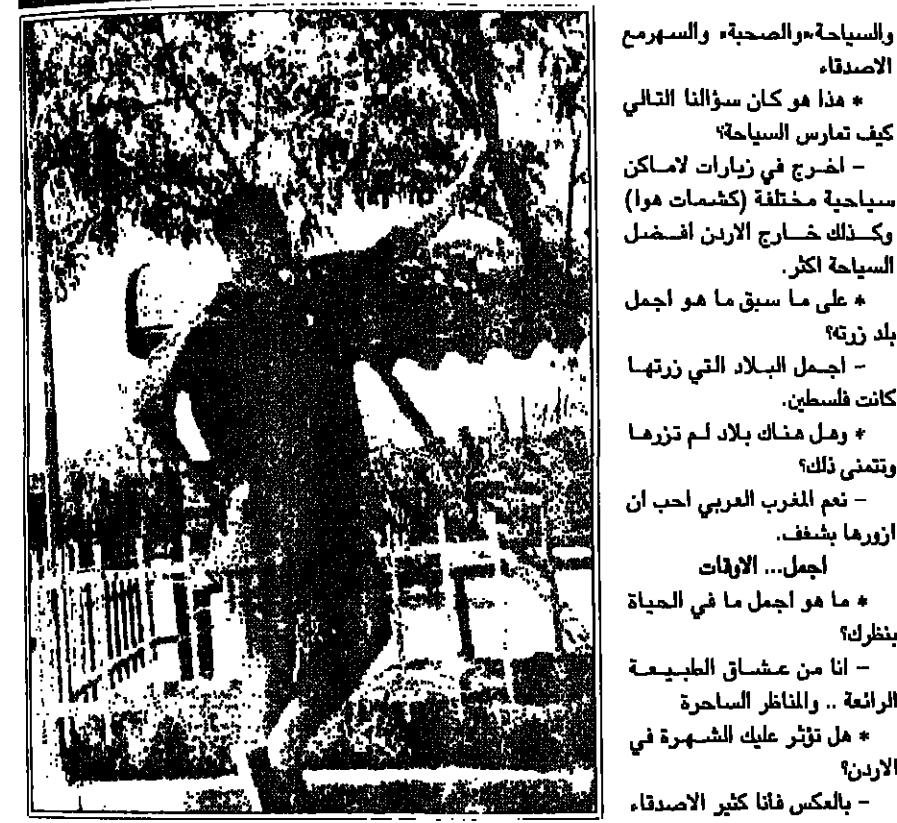 والسياحة «والصحبة» والسهر مع
الاصدقاء
* هذا هو كان سؤالنا التالي
كيف تمارس السياحة؟
- اخرج في زيارات لاماكن
سياحية مختلفة (كشمات هوا)
وكذلك خارج الاردن افضل
السياحة اكثر.
* على ما سبق ما هو اجمل
بلد زرته؟
- اجمل البلاد التي زرتها
كانت فلسطين.
* وهل هناك بلاد لم تزرها
وتتمنى ذلك؟
- نعم المغرب العربي احب ان
ازورها بشغف.
اجمل... الاوقات
* ما هو اجمل ما في الحياة
بنظرك؟
- انا من عشاق الطبيعة
الرائعة .. والمناظر الساحرة
* هل تؤثر عليك الشهرة في
الاردن؟
- بالعكس فأنا كثير الاصدقاء